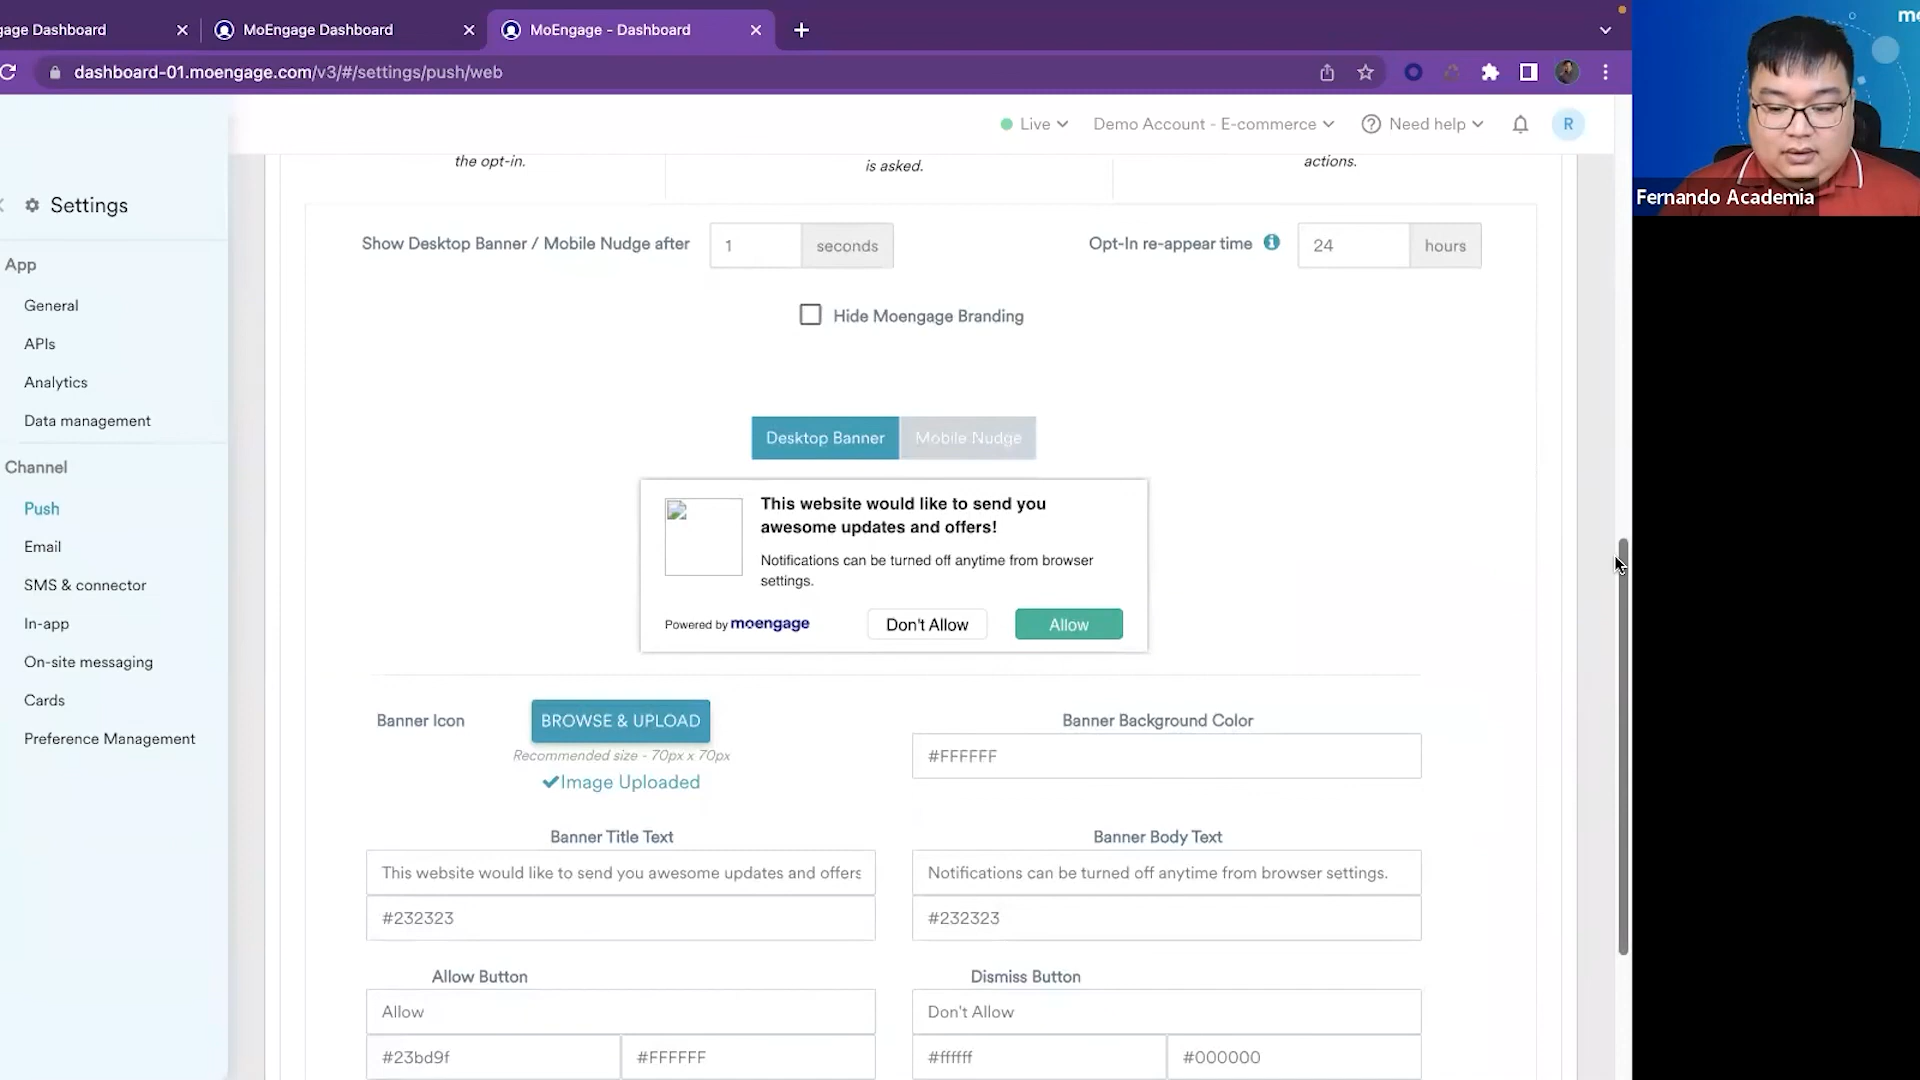 gage Dashboard
MoEngage Dashboard
MoEngage - Dashboard
dashboard-01.moengage.com/v3/#/settings/push/web
Live
Demo Account - E-commerce
Need help
R
Settings
App
General
APIs
Analytics
Data management
Channel
Push
Email
SMS & connector
In-app
On-site messaging
Cards
Preference Management
the opt-in.
is asked.
actions.
Show Desktop Banner / Mobile Nudge after
1
seconds
Opt-In re-appear time
24
hours
Hide Moengage Branding
Desktop Banner
Mobile Nudge
This website would like to send you
awesome updates and offers!
Notifications can be turned off anytime from browser
settings.
Powered by moengage
Don't Allow
Allow
Banner Icon
BROWSE & UPLOAD
Recommended size - 70px x 70px
Image Uploaded
Banner Background Color
#FFFFFF
Banner Title Text
This website would like to send you awesome updates and offers
#232323
Banner Body Text
Notifications can be turned off anytime from browser settings.
#232323
Allow Button
Allow
#23bd9f
#FFFFFF
Dismiss Button
Don't Allow
#ffffff
#000000
mo
Fernando Academia